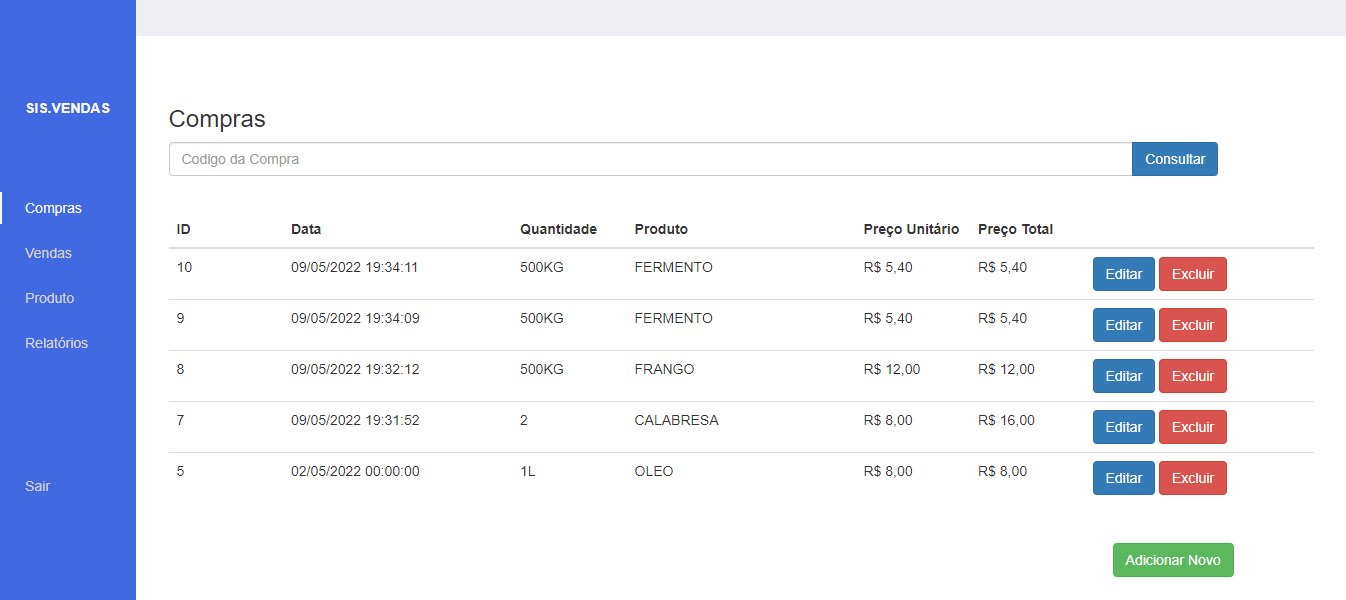 SIS.VENDAS
Compras
Vendas
Produto
Relatórios
Sair
Compras
Codigo da Compra Consultar
ID Data Quantidade Produto Preço Unitário Preço Total
10 09/05/2022 19:34:11 500KG FERMENTO R$ 5,40 R$ 5,40 Editar Excluir
9 09/05/2022 19:34:09 500KG FERMENTO R$ 5,40 R$ 5,40 Editar Excluir
8 09/05/2022 19:32:12 500KG FRANGO R$ 12,00 R$ 12,00 Editar Excluir
7 09/05/2022 19:31:52 2 CALABRESA R$ 8,00 R$ 16,00 Editar Excluir
5 02/05/2022 00:00:00 1L OLEO R$ 8,00 R$ 8,00 Editar Excluir
Adicionar Novo